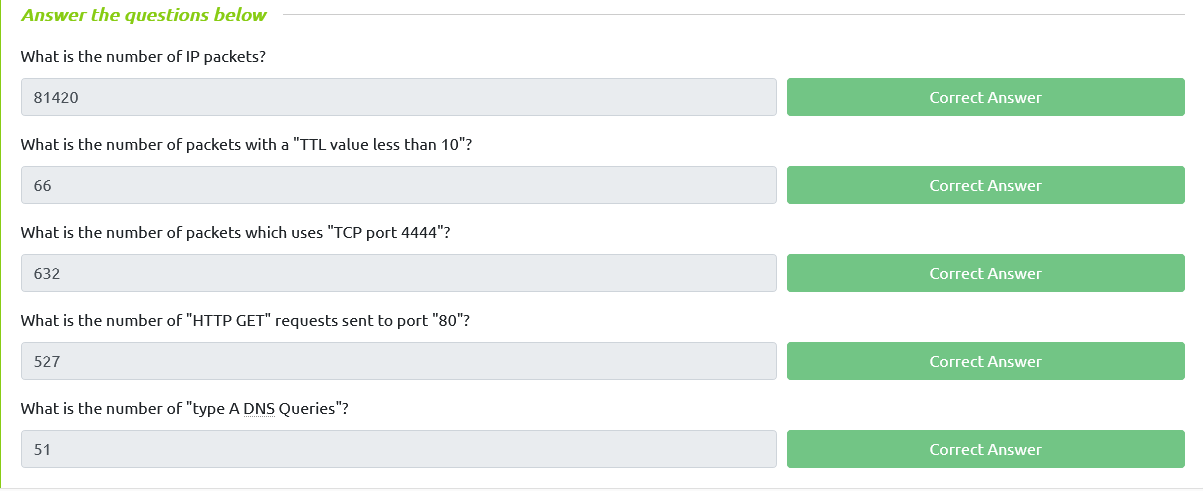 Answer the questions below
What is the number of IP packets?
81420
Correct Answer
What is the number of packets with a "TTL value less than 10"?
66
Correct Answer
What is the number of packets which uses "TCP port 4444"?
632
Correct Answer
What is the number of "HTTP GET" requests sent to port "80"?
527
Correct Answer
What is the number of "type A DNS Queries"?
51
Correct Answer